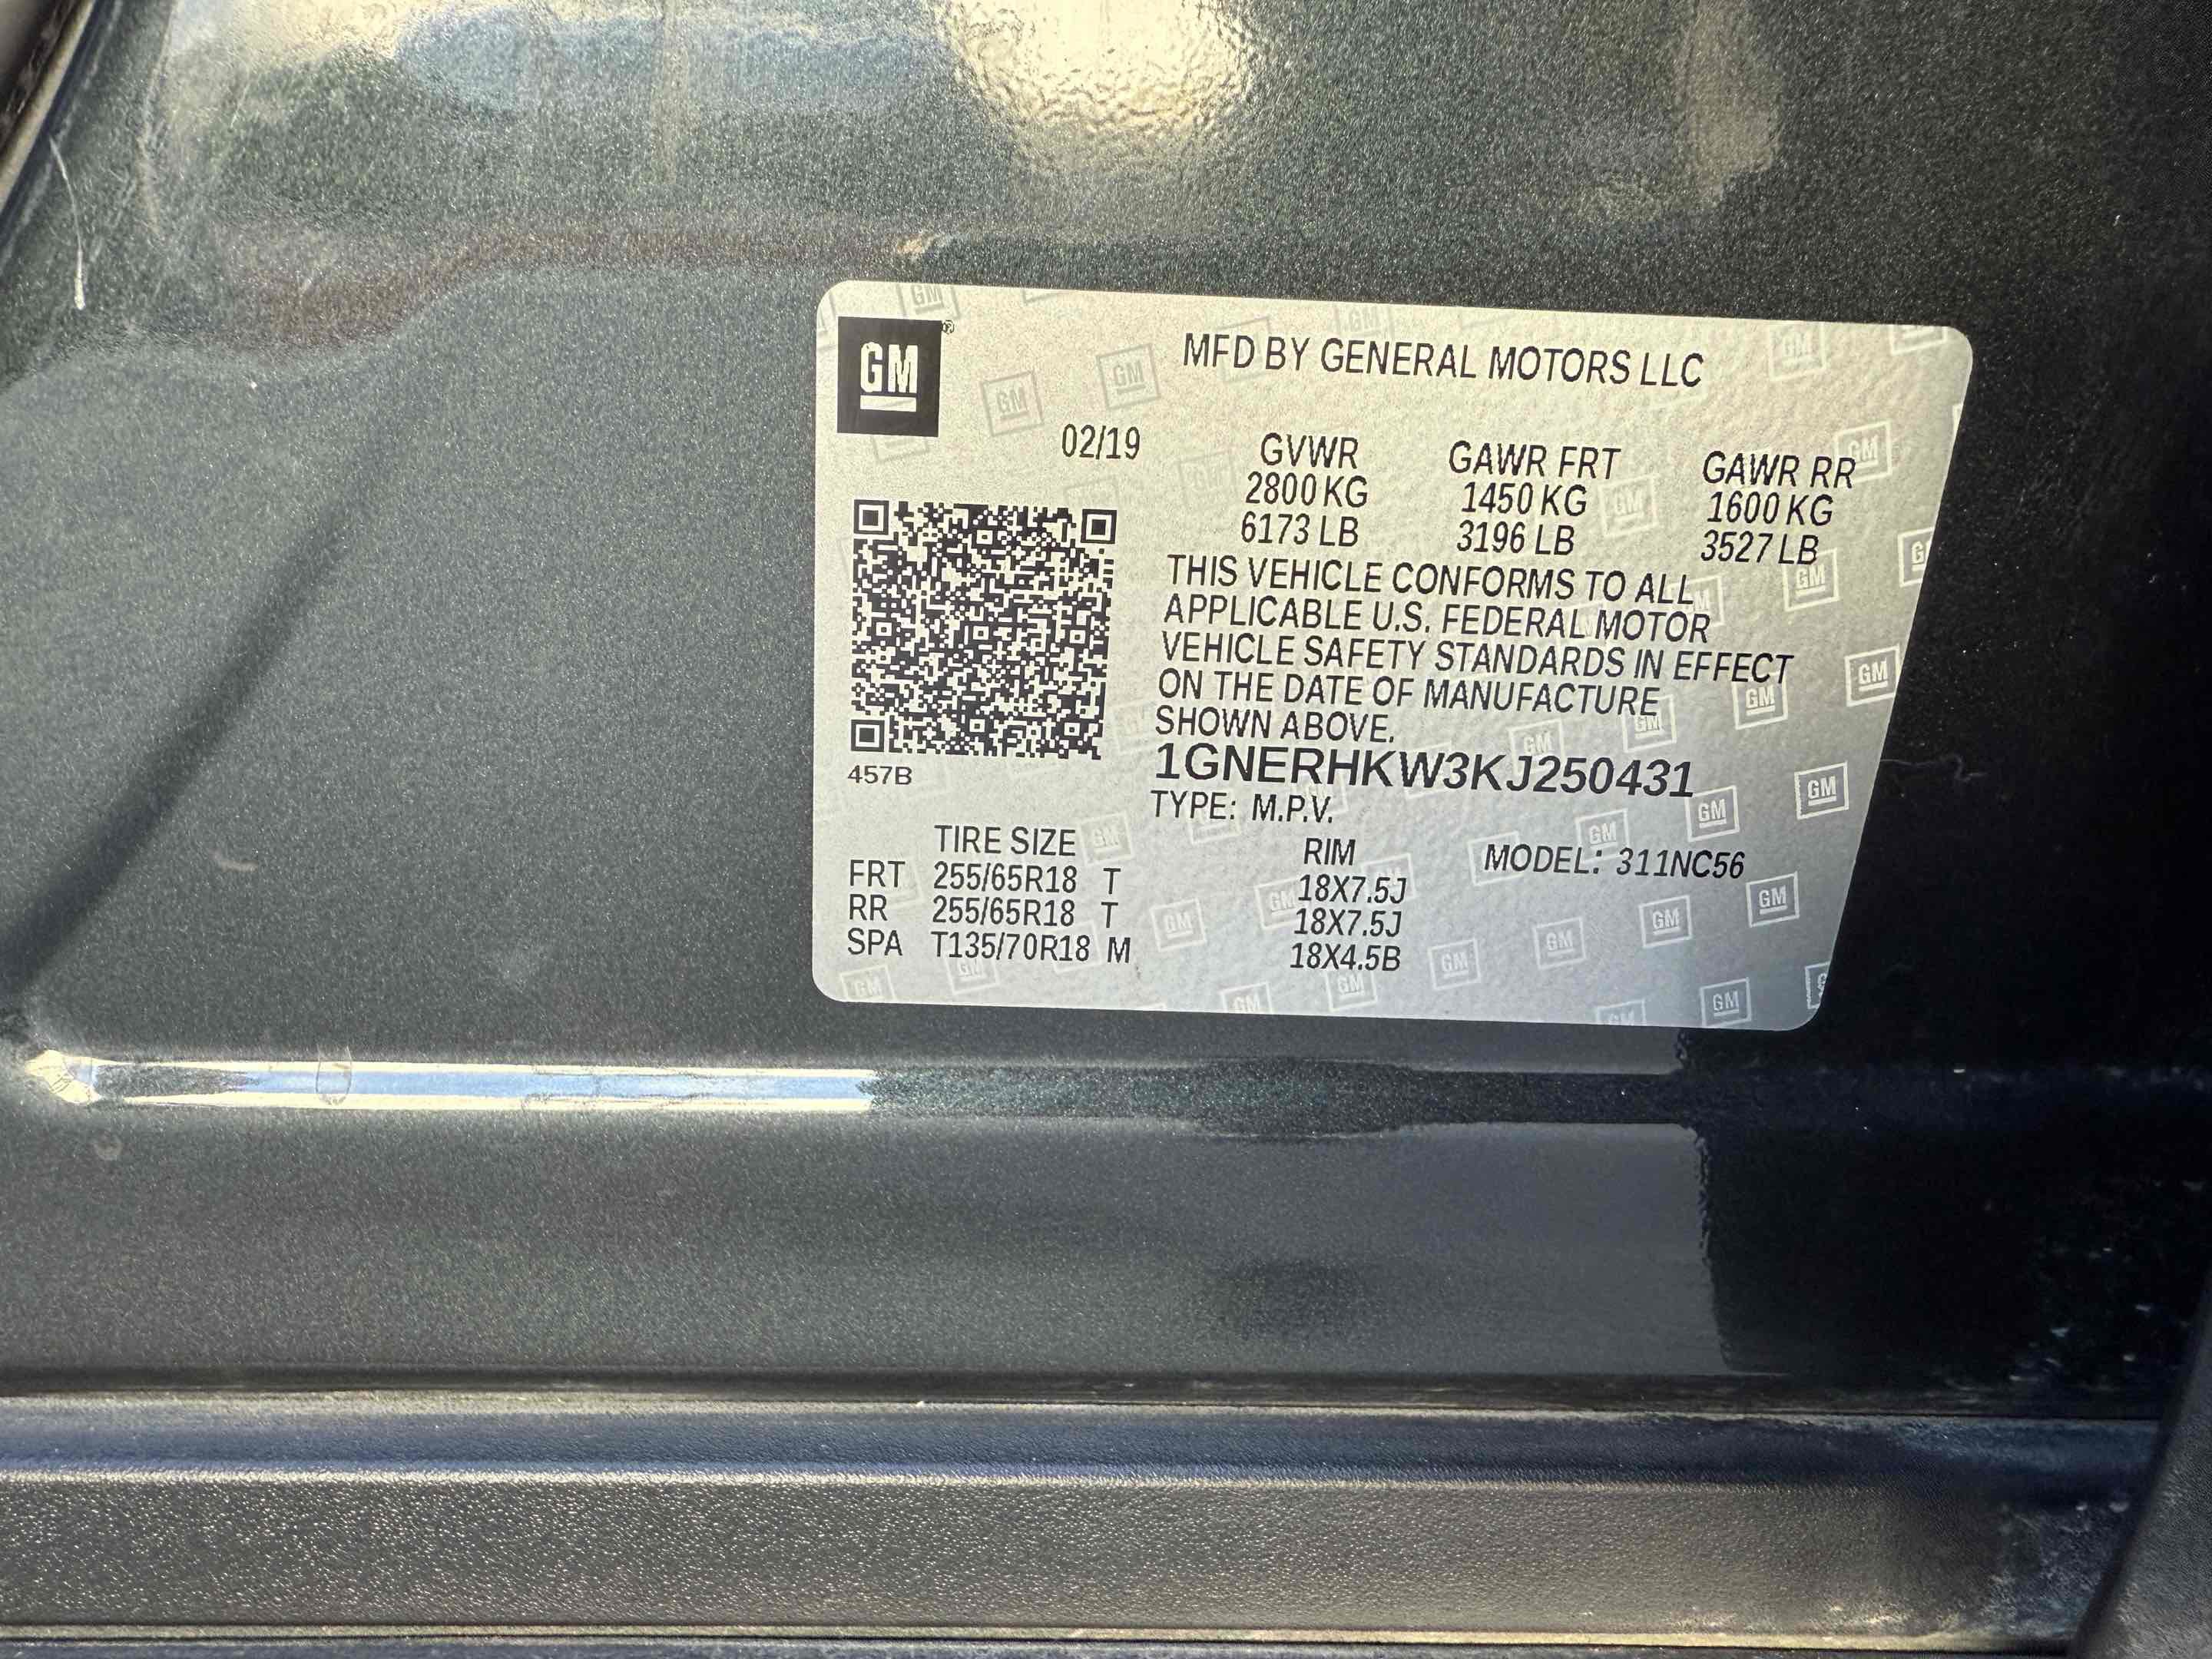 GM
MFD BY GENERAL MOTORS LLC
02/19
GVWR GAWR FRT GAWR RR
2800 KG 1450 KG 1600 KG
6173 LB 3196 LB 3527 LB
THIS VEHICLE CONFORMS TO ALL
APPLICABLE U.S. FEDERAL MOTOR
VEHICLE SAFETY STANDARDS IN EFFECT
ON THE DATE OF MANUFACTURE
SHOWN ABOVE.
1GNERHKW3KJ250431
457B
TYPE: M.P.V.
TIRE SIZE RIM MODEL: 311NC56
FRT 255/65R18 T 18X7.5J
RR 255/65R18 T 18X7.5J
SPA T135/70R18 M 18X4.5B